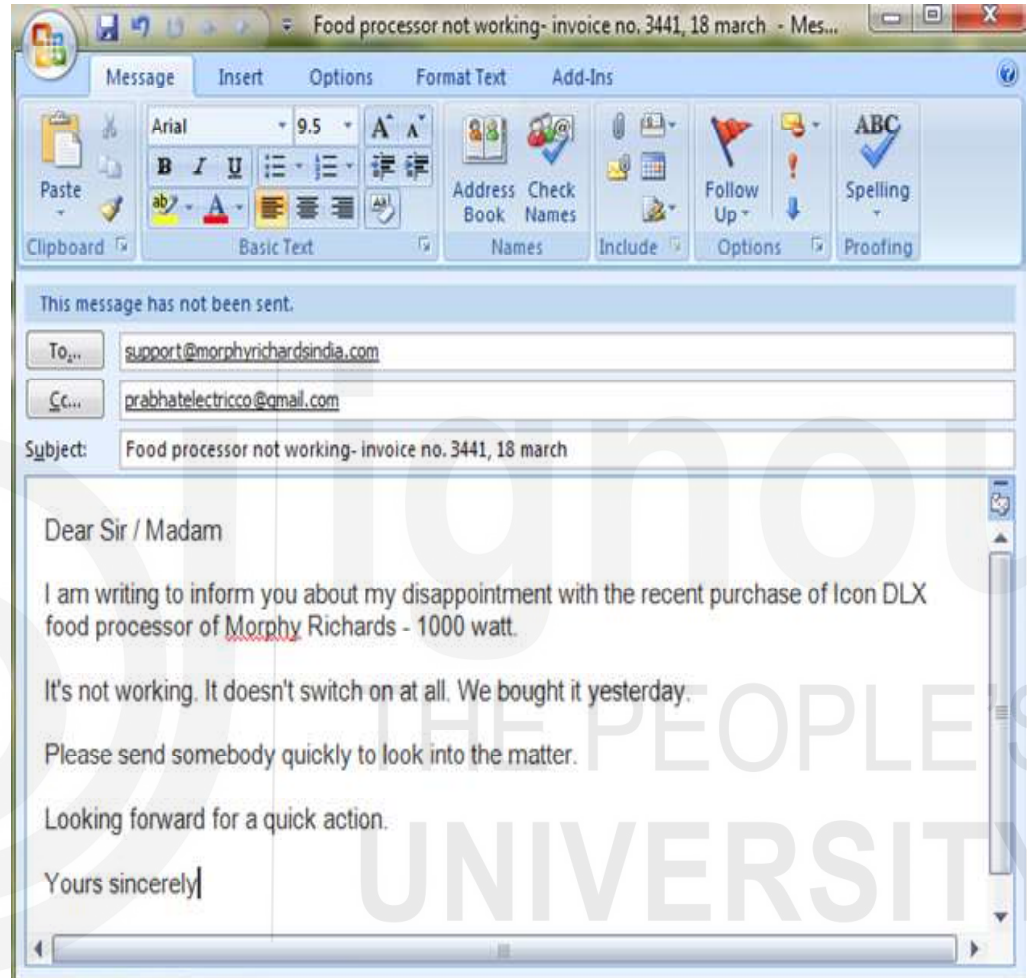 Food processor not working- invoice no. 3441, 18 march - Mes...
Message Insert Options Format Text Add-Ins
Paste
Clipboard
Arial 9.5 A A
B I U
ab A Aa
Basic Text
Address Book
Check Names
Names
Include
Follow Up
Options
ABC
Spelling
Proofing
This message has not been sent.
To... support@morphyrichardsindia.com
Cc... prabhatelectricco@gmail.com
Subject: Food processor not working- invoice no. 3441, 18 march
Dear Sir / Madam
I am writing to inform you about my disappointment with the recent purchase of Icon DLX
food processor of Morphy Richards - 1000 watt.
It's not working. It doesn't switch on at all. We bought it yesterday.
Please send somebody quickly to look into the matter.
Looking forward for a quick action.
Yours sincerely
ignou
THE PEOPLE'S
UNIVERSITY